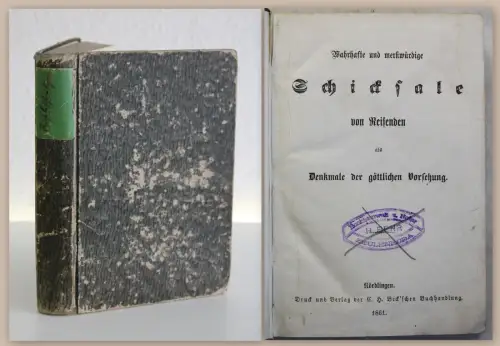 Wahrhafte und merkwürdige
Schicksale
von Reisenden
als
Denkmale der göttlichen Vorsehung.
Nördlingen.
Druck und Verlag der C. H. Beck'schen Buchhandlung.
1861.